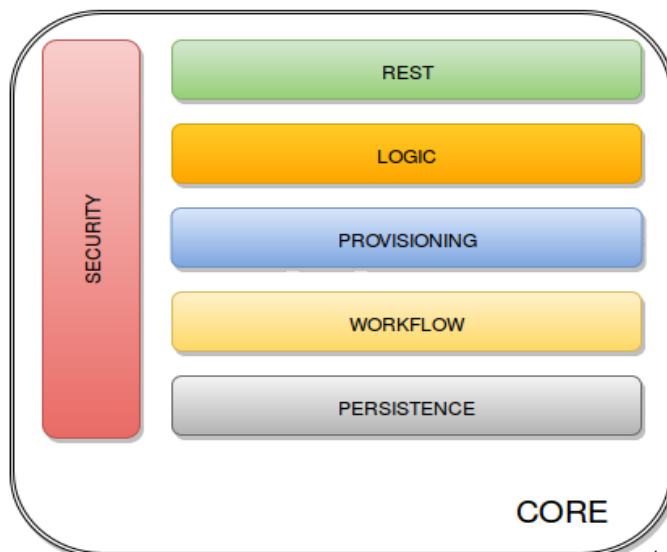 REST
LOGIC
SECURITY
PROVISIONING
WORKFLOW
PERSISTENCE
CORE